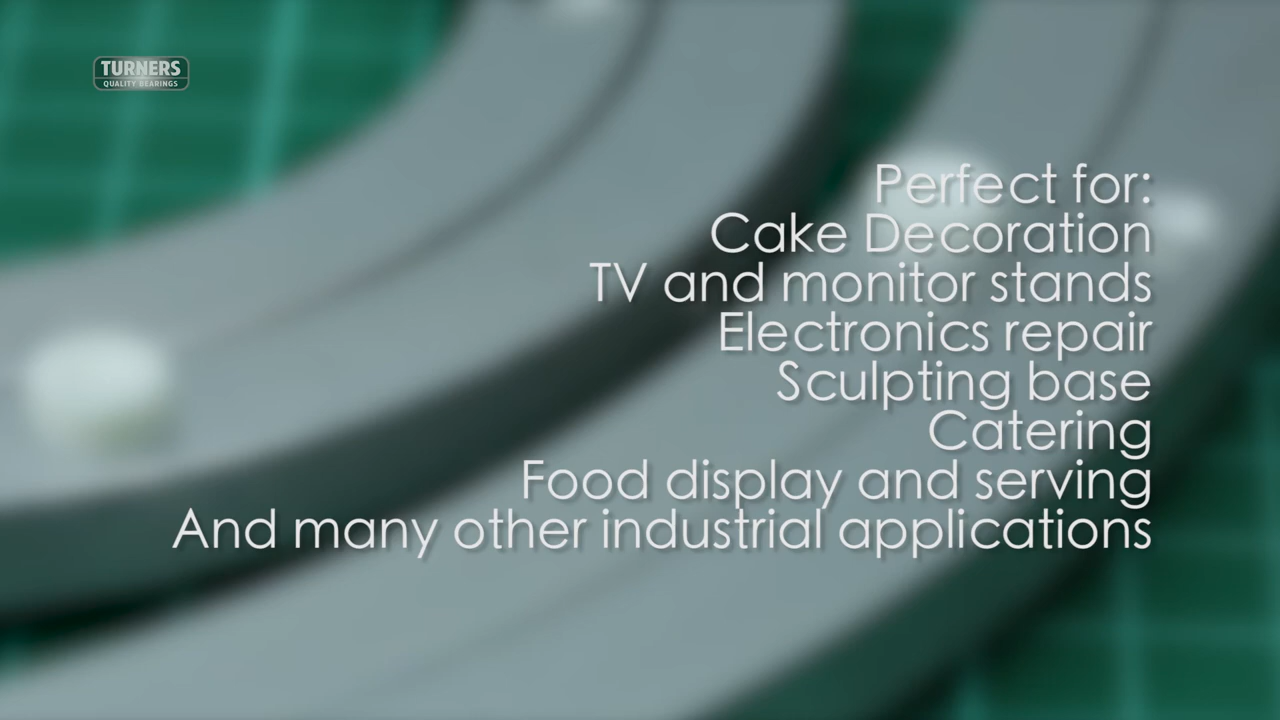 TURNERS
QUALITY BEARINGS
Perfect for:
Cake Decoration
TV and monitor stands
Electronics repair
Sculpting base
Catering
Food display and serving
And many other industrial applications